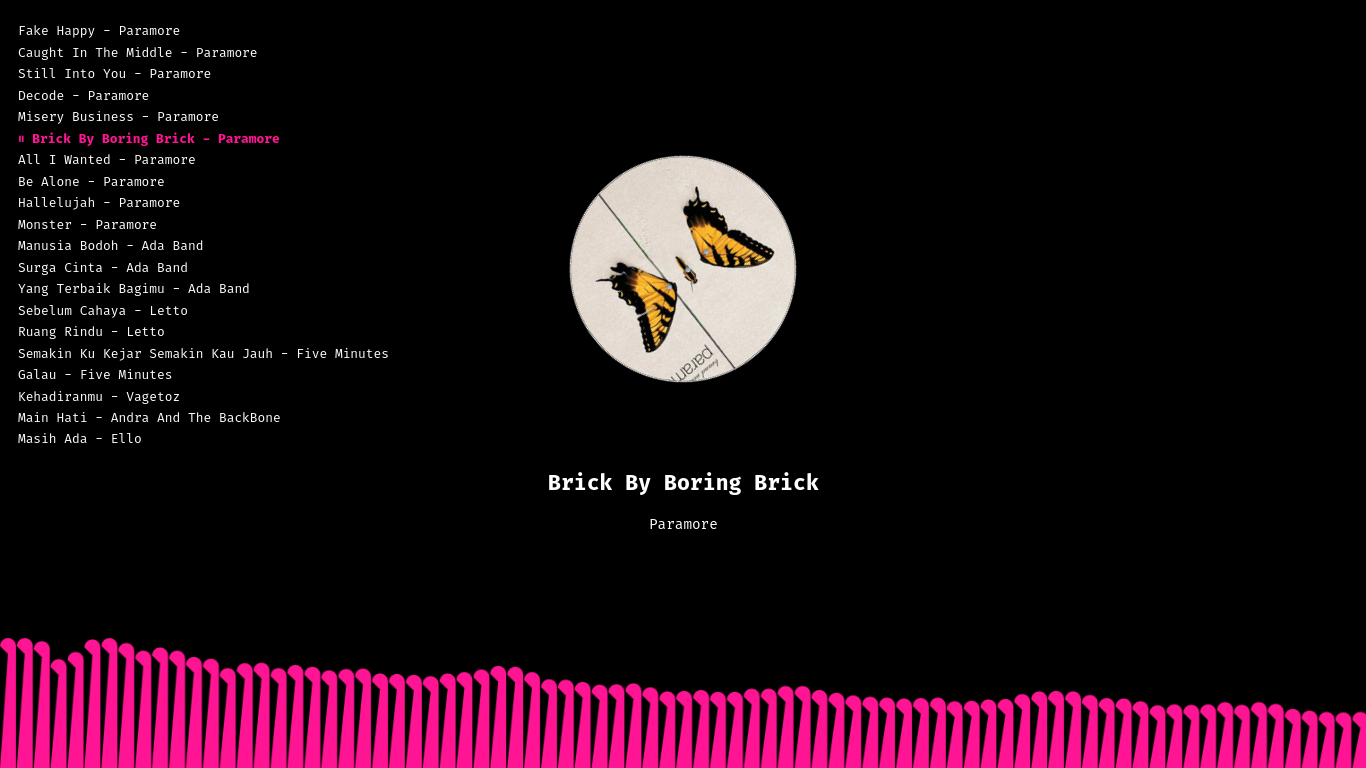 Fake Happy - Paramore
Caught In The Middle - Paramore
Still Into You - Paramore
Decode - Paramore
Misery Business - Paramore
Brick By Boring Brick - Paramore
All I Wanted - Paramore
Be Alone - Paramore
Hallelujah - Paramore
Monster - Paramore
Manusia Bodoh - Ada Band
Surga Cinta - Ada Band
Yang Terbaik Bagimu - Ada Band
Sebelum Cahaya - Letto
Ruang Rindu - Letto
Semakin Ku Kejar Semakin Kau Jauh - Five Minutes
Galau - Five Minutes
Kehadiranmu - Vagetoz
Main Hati - Andra And The BackBone
Masih Ada - Ello
param
Brick By Boring Brick
Paramore